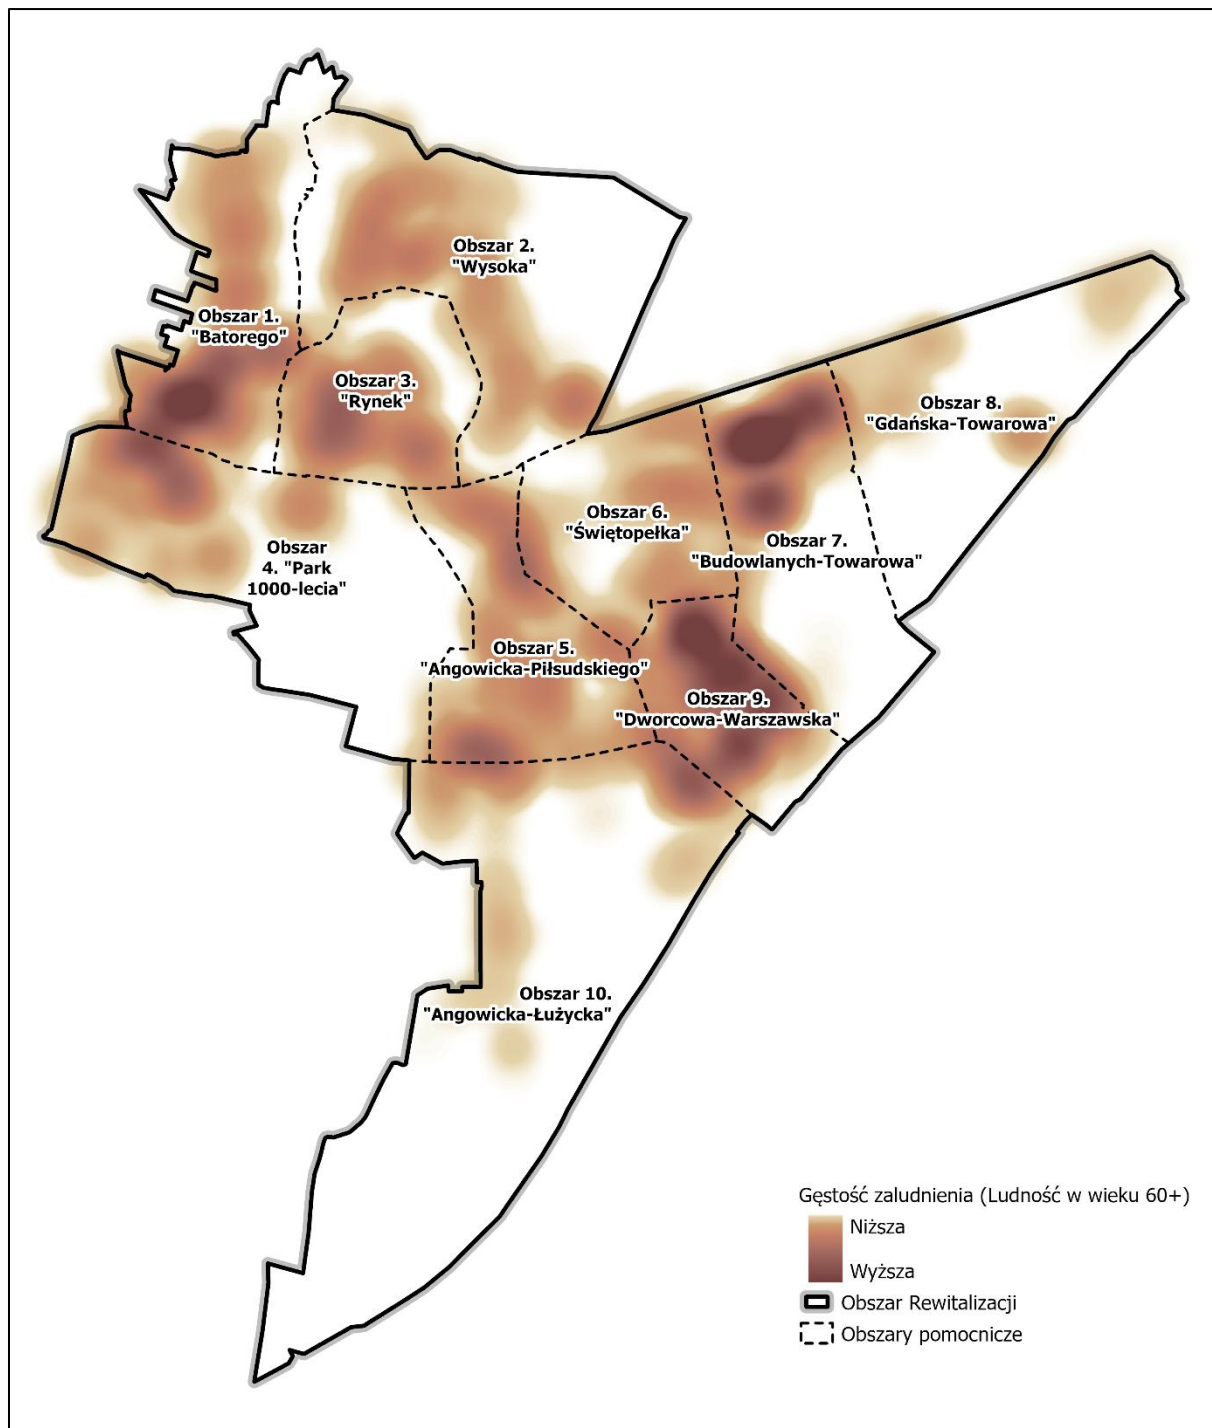 Obszar 2.
"Wysoka"
Obszar 1.
"Batorego"
Obszar 3.
"Rynek"
Obszar 8.
"Gdańska-Towarowa"
Obszar 6.
"Świętopełka"
Obszar 7.
"Budowlanych-Towarowa"
Obszar
4. "Park
1000-lecia"
Obszar 5.
"Angowicka-Piłsudskiego"
Obszar 9.
"Dworcowa-Warszawska"
Obszar 10.
"Angowicka-Łużycka"
Gęstość zaludnienia (Ludność w wieku 60+)
Niższa
Wyższa
Obszar Rewitalizacji
Obszary pomocnicze